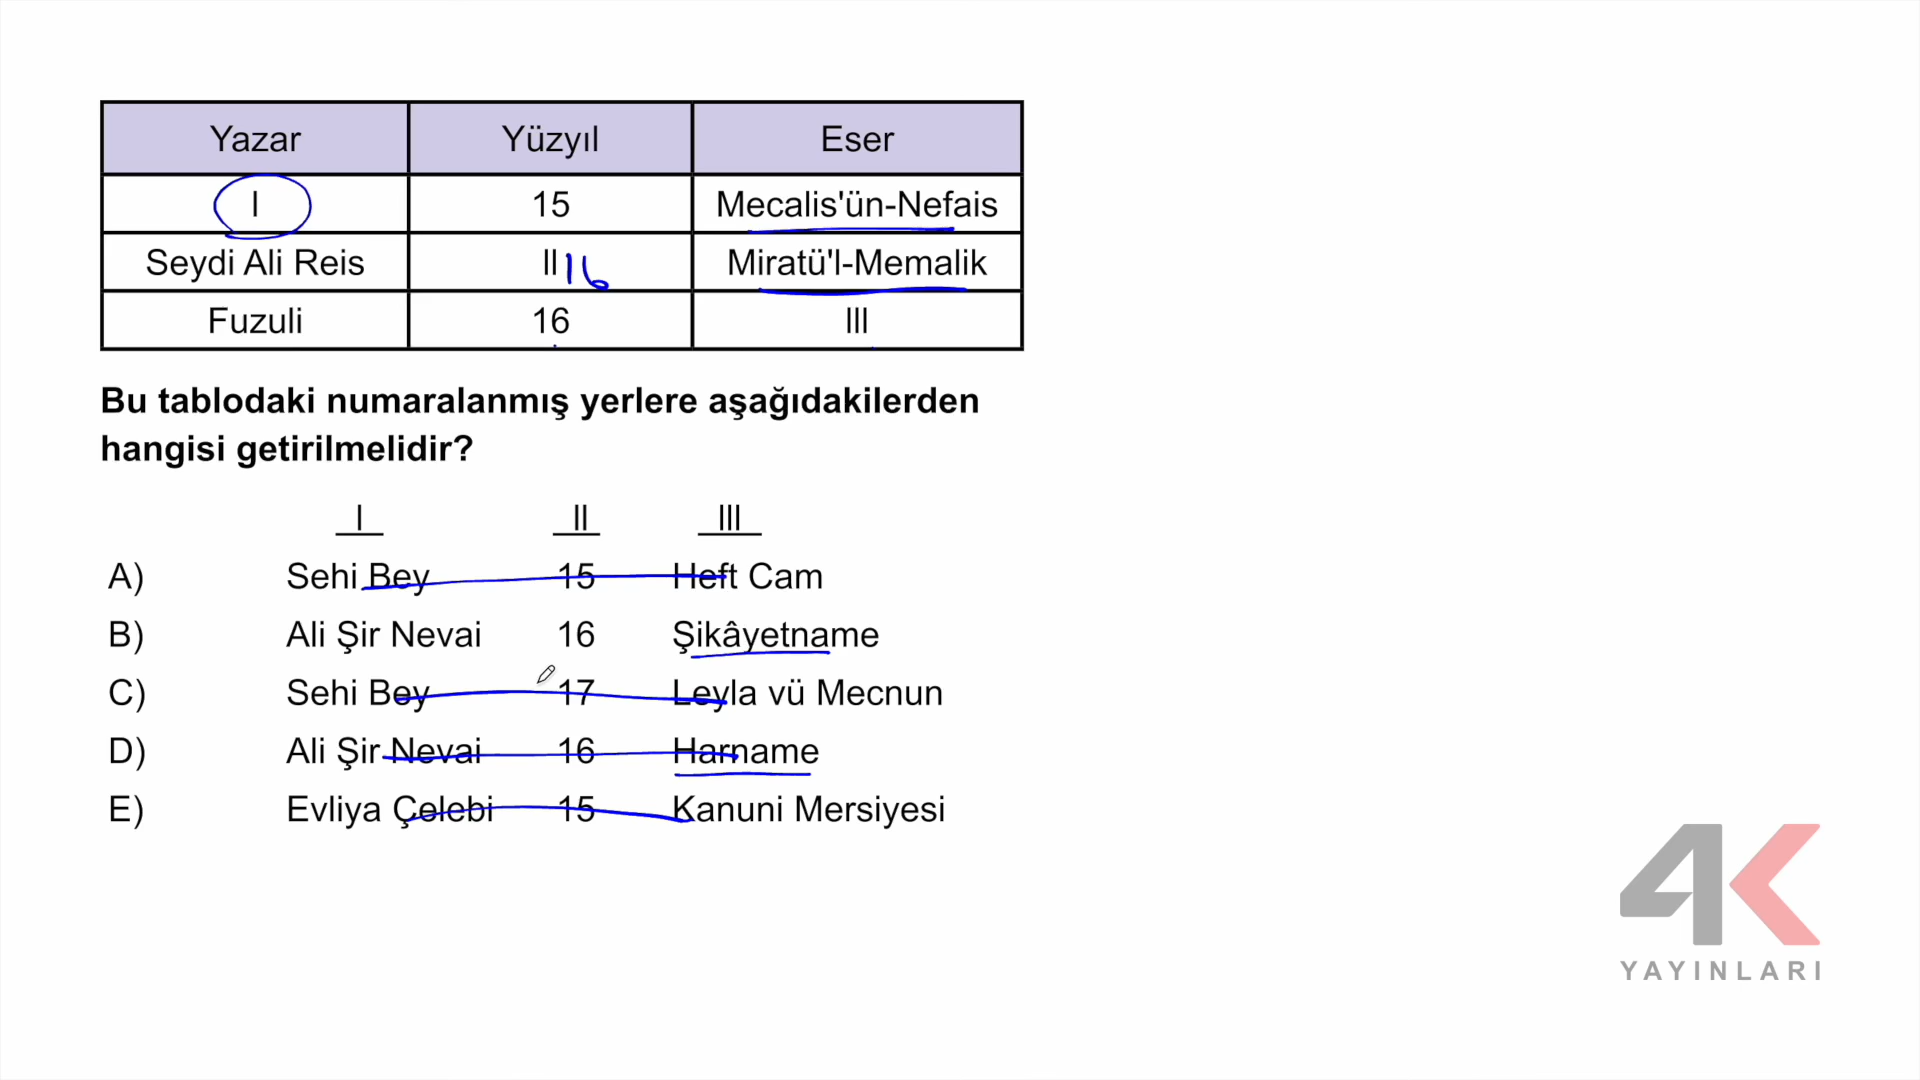 Yazar Yüzyıl Eser
I 15 Mecalis'ün-Nefais
Seydi Ali Reis II 16 Miratü'l-Memalik
Fuzuli 16 III
Bu tablodaki numaralanmış yerlere aşağıdakilerden
hangisi getirilmelidir?
I II III
A) Sehi Bey 15 Heft Cam
B) Ali Şir Nevai 16 Şikâyetname
C) Sehi Bey 17 Leyla vü Mecnun
D) Ali Şir Nevai 16 Harname
E) Evliya Çelebi 15 Kanuni Mersiyesi
4K
YAYINLARI